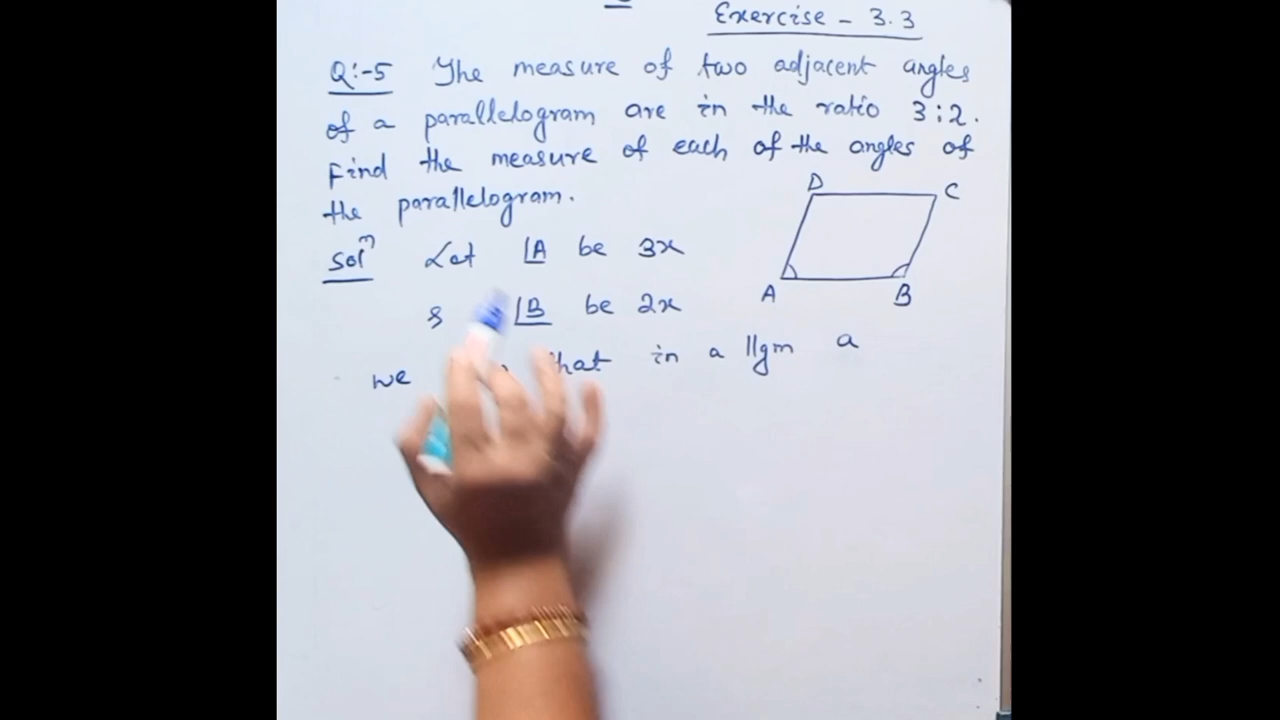 Exercise - 3.3
Q:-5 The measure of two adjacent angles
of a parallelogram are in the ratio 3:2.
Find the measure of each of the angles of
the parallelogram.
D C
Solⁿ Let ∠A be 3x
A B
& ∠B be 2x
we that in a ||gm a